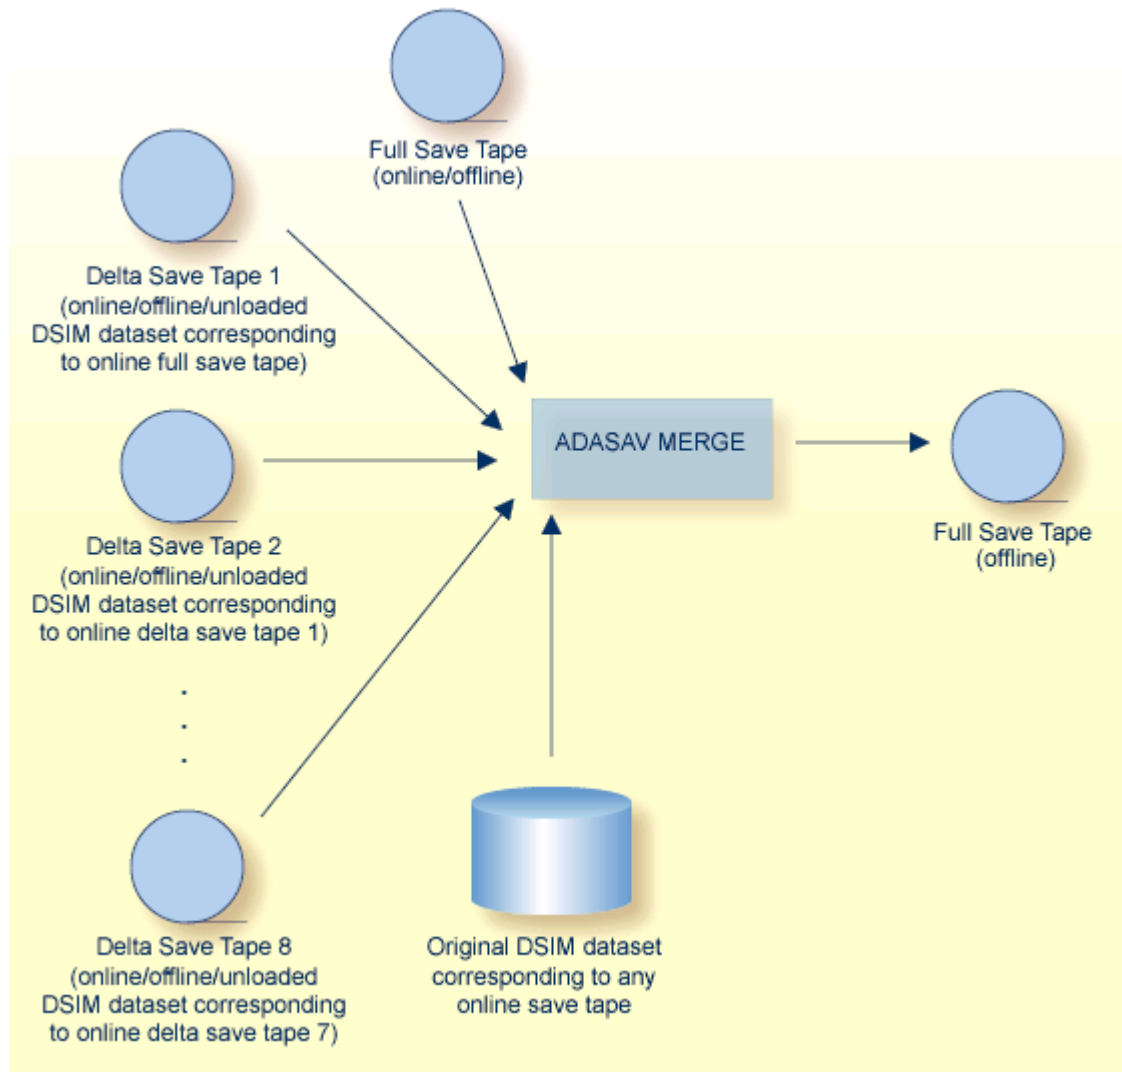 Full Save Tape
(online/offline)
Delta Save Tape 1
(online/offline/unloaded
DSIM dataset corresponding
to online full save tape)
ADASAV MERGE
Full Save Tape
(offline)
Delta Save Tape 2
(online/offline/unloaded
DSIM dataset corresponding
to online delta save tape 1)
.
.
.
Delta Save Tape 8
(online/offline/unloaded
DSIM dataset corresponding
to online delta save tape 7)
Original DSIM dataset
corresponding to any
online save tape